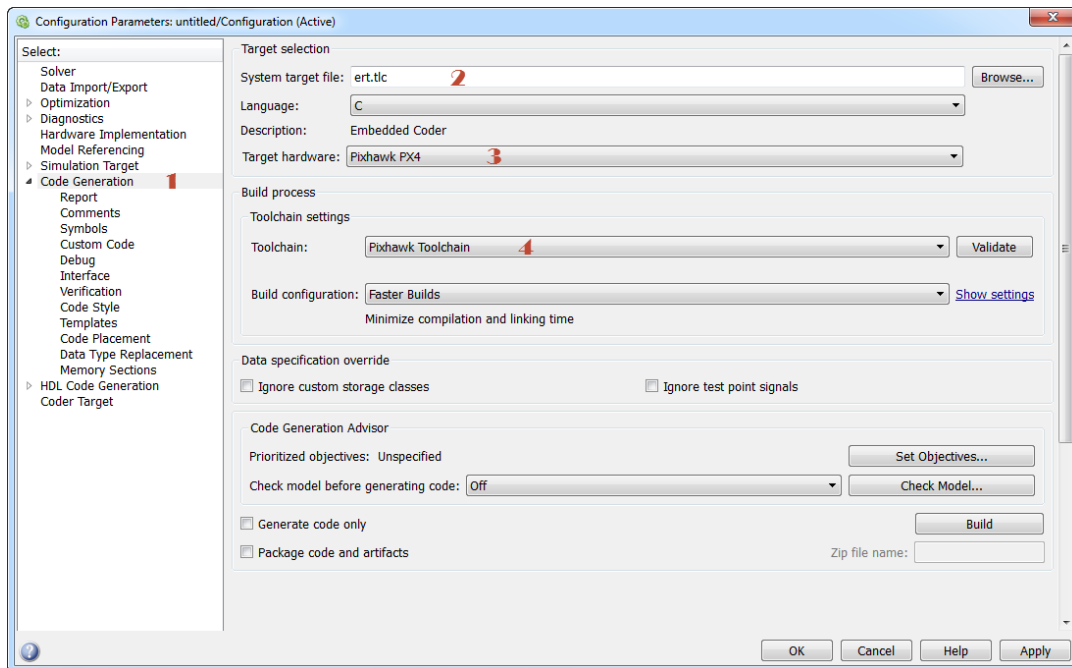 Configuration Parameters: untitled/Configuration (Active)
Select:
Solver
Data Import/Export
Optimization
Diagnostics
Hardware Implementation
Model Referencing
Simulation Target
Code Generation 1
Report
Comments
Symbols
Custom Code
Debug
Interface
Verification
Code Style
Templates
Code Placement
Data Type Replacement
Memory Sections
HDL Code Generation
Coder Target
Target selection
System target file: ert.tlc 2 Browse...
Language: C
Description: Embedded Coder
Target hardware: Pixhawk PX4 3
Build process
Toolchain settings
Toolchain: Pixhawk Toolchain 4 Validate
Build configuration: Faster Builds Show settings
Minimize compilation and linking time
Data specification override
Ignore custom storage classes Ignore test point signals
Code Generation Advisor
Prioritized objectives: Unspecified Set Objectives...
Check model before generating code: Off Check Model...
Generate code only Build
Package code and artifacts Zip file name:
? OK Cancel Help Apply